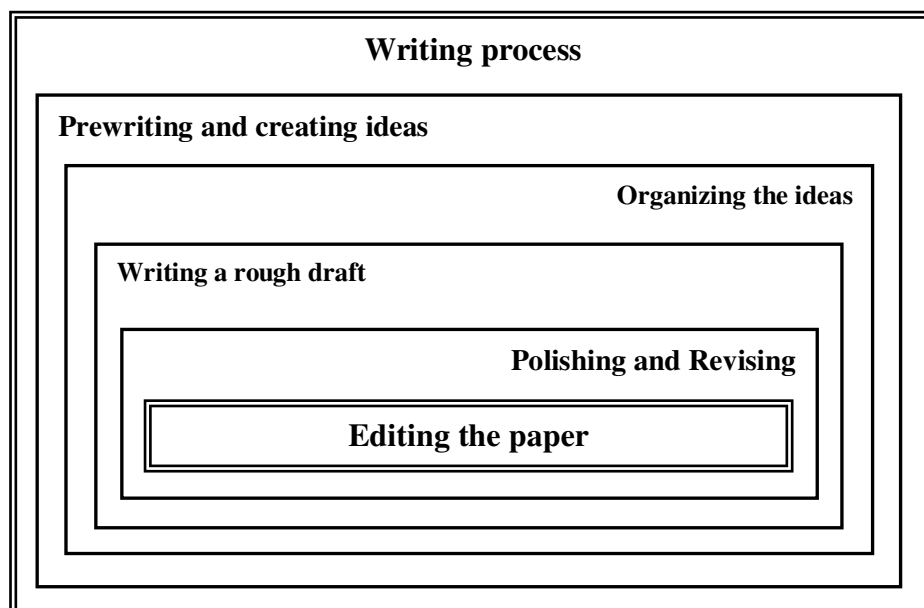 Writing process
Prewriting and creating ideas
Organizing the ideas
Writing a rough draft
Polishing and Revising
Editing the paper